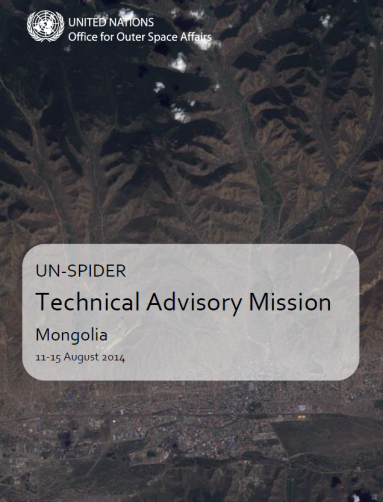 UNITED NATIONS
Office for Outer Space Affairs
UN-SPIDER
Technical Advisory Mission
Mongolia
11-15 August 2014